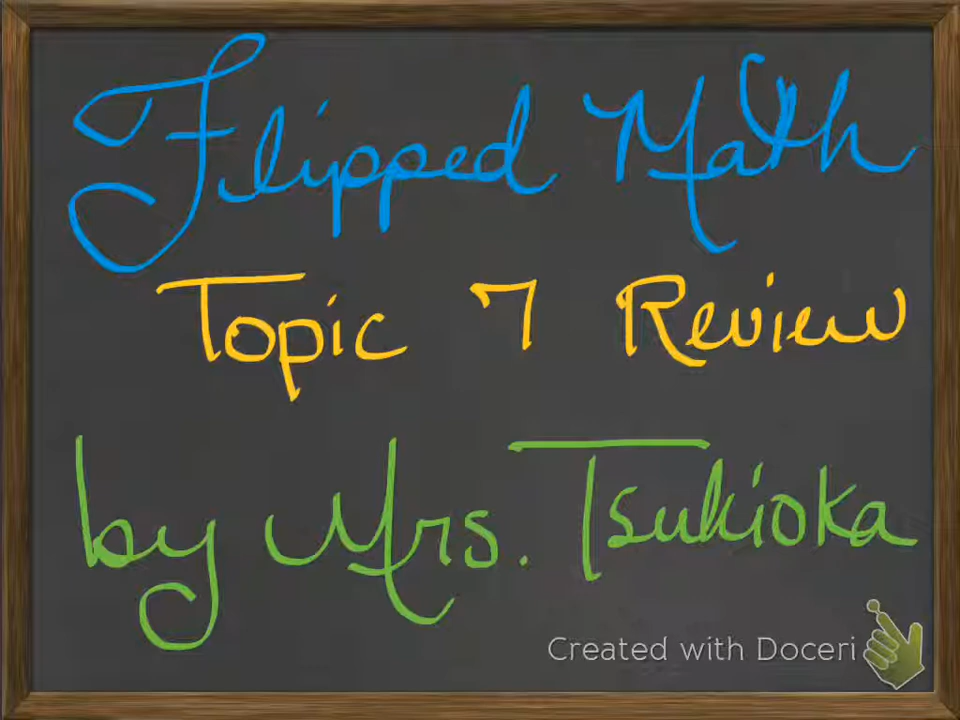 Flipped Math
Topic 7 Review
by Mrs. Tsukioka
Created with Doceri